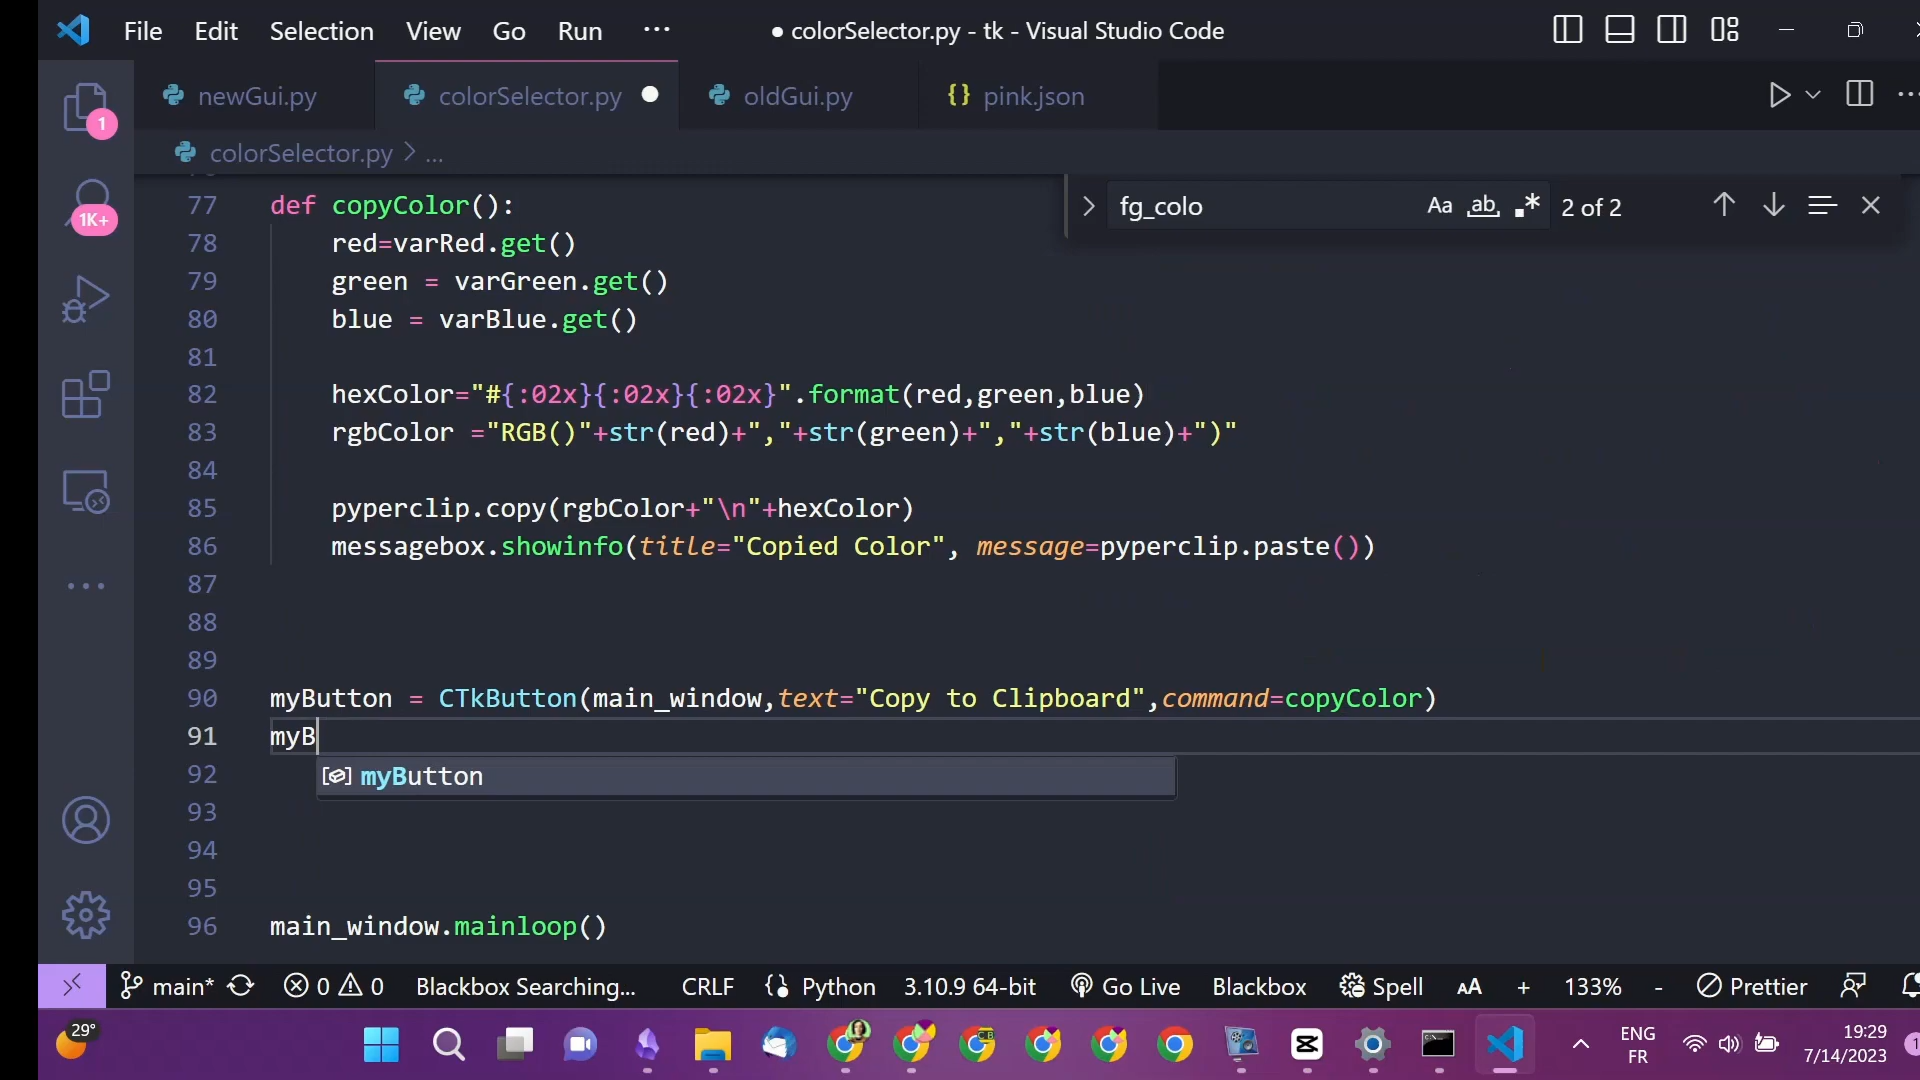 File Edit Selection View Go Run ··· ● colorSelector.py - tk - Visual Studio Code
newGui.py colorSelector.py ● oldGui.py {} pink.json
1
colorSelector.py > ...
fg_colo Aa ab .* 2 of 2
77 def copyColor():
78 red=varRed.get()
1K+
79 green = varGreen.get()
80 blue = varBlue.get()
81
82 hexColor="#{:02x}{:02x}{:02x}".format(red,green,blue)
83 rgbColor ="RGB()"+str(red)+","+str(green)+","+str(blue)+")"
84
85 pyperclip.copy(rgbColor+"\n"+hexColor)
86 messagebox.showinfo(title="Copied Color", message=pyperclip.paste())
87
88
89
90 myButton = CTkButton(main_window,text="Copy to Clipboard",command=copyColor)
91 myB
92 myButton
93
94
95
96 main_window.mainloop()
main* 0 0 Blackbox Searching... CRLF Python 3.10.9 64-bit Go Live Blackbox Spell AA + 133% - Prettier
29° C B ENG 19:29
FR 7/14/2023 1